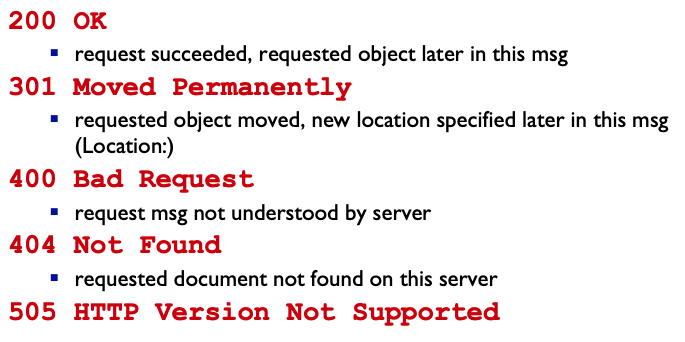 200 OK
▪ request succeeded, requested object later in this msg
301 Moved Permanently
▪ requested object moved, new location specified later in this msg
(Location:)
400 Bad Request
▪ request msg not understood by server
404 Not Found
▪ requested document not found on this server
505 HTTP Version Not Supported